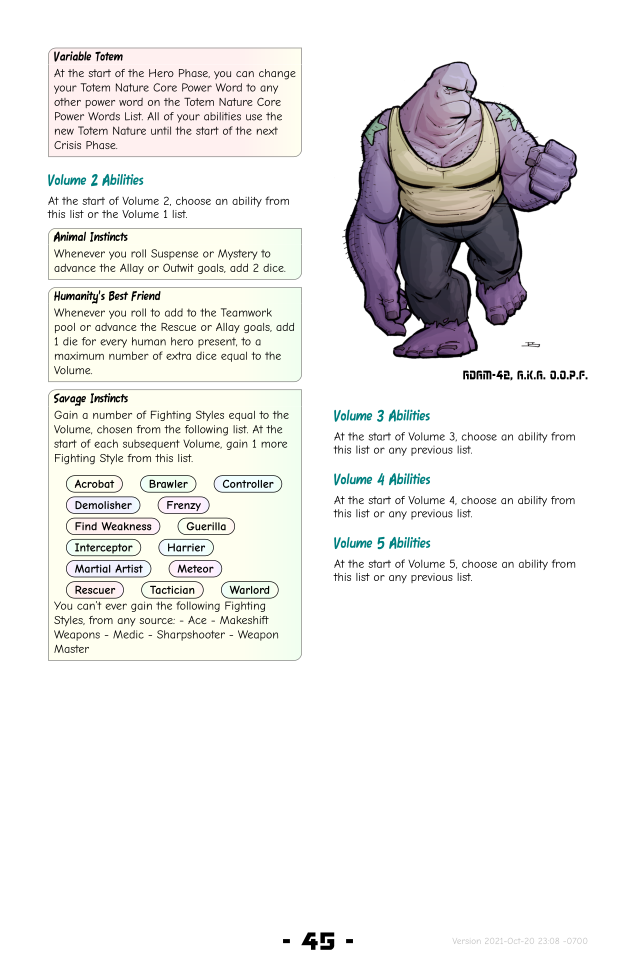 Variable Totem
At the start of the Hero Phase, you can change
your Totem Nature Core Power Word to any
other power word on the Totem Nature Core
Power Words List. All of your abilities use the
new Totem Nature until the start of the next
Crisis Phase.
Volume 2 Abilities
At the start of Volume 2, choose an ability from
this list or the Volume 1 list.
Animal Instincts
Whenever you roll Suspense or Mystery to
advance the Allay or Outwit goals, add 2 dice.
Humanity's Best Friend
Whenever you roll to add to the Teamwork
pool or advance the Rescue or Allay goals, add
1 die for every human hero present, to a
maximum number of extra dice equal to the
Volume.
Savage Instincts
Gain a number of Fighting Styles equal to the
Volume, chosen from the following list. At the
start of each subsequent Volume, gain 1 more
Fighting Style from this list.
Acrobat Brawler Controller
Demolisher Frenzy
Find Weakness Guerilla
Interceptor Harrier
Martial Artist Meteor
Rescuer Tactician Warlord
You can't ever gain the following Fighting
Styles, from any source: - Ace - Makeshift
Weapons - Medic - Sharpshooter - Weapon
Master
ADAM-42, A.K.A. O.O.P.F.
Volume 3 Abilities
At the start of Volume 3, choose an ability from
this list or any previous list.
Volume 4 Abilities
At the start of Volume 4, choose an ability from
this list or any previous list.
Volume 5 Abilities
At the start of Volume 5, choose an ability from
this list or any previous list.
- 45 -
Version 2021-Oct-20 23:08 -0700